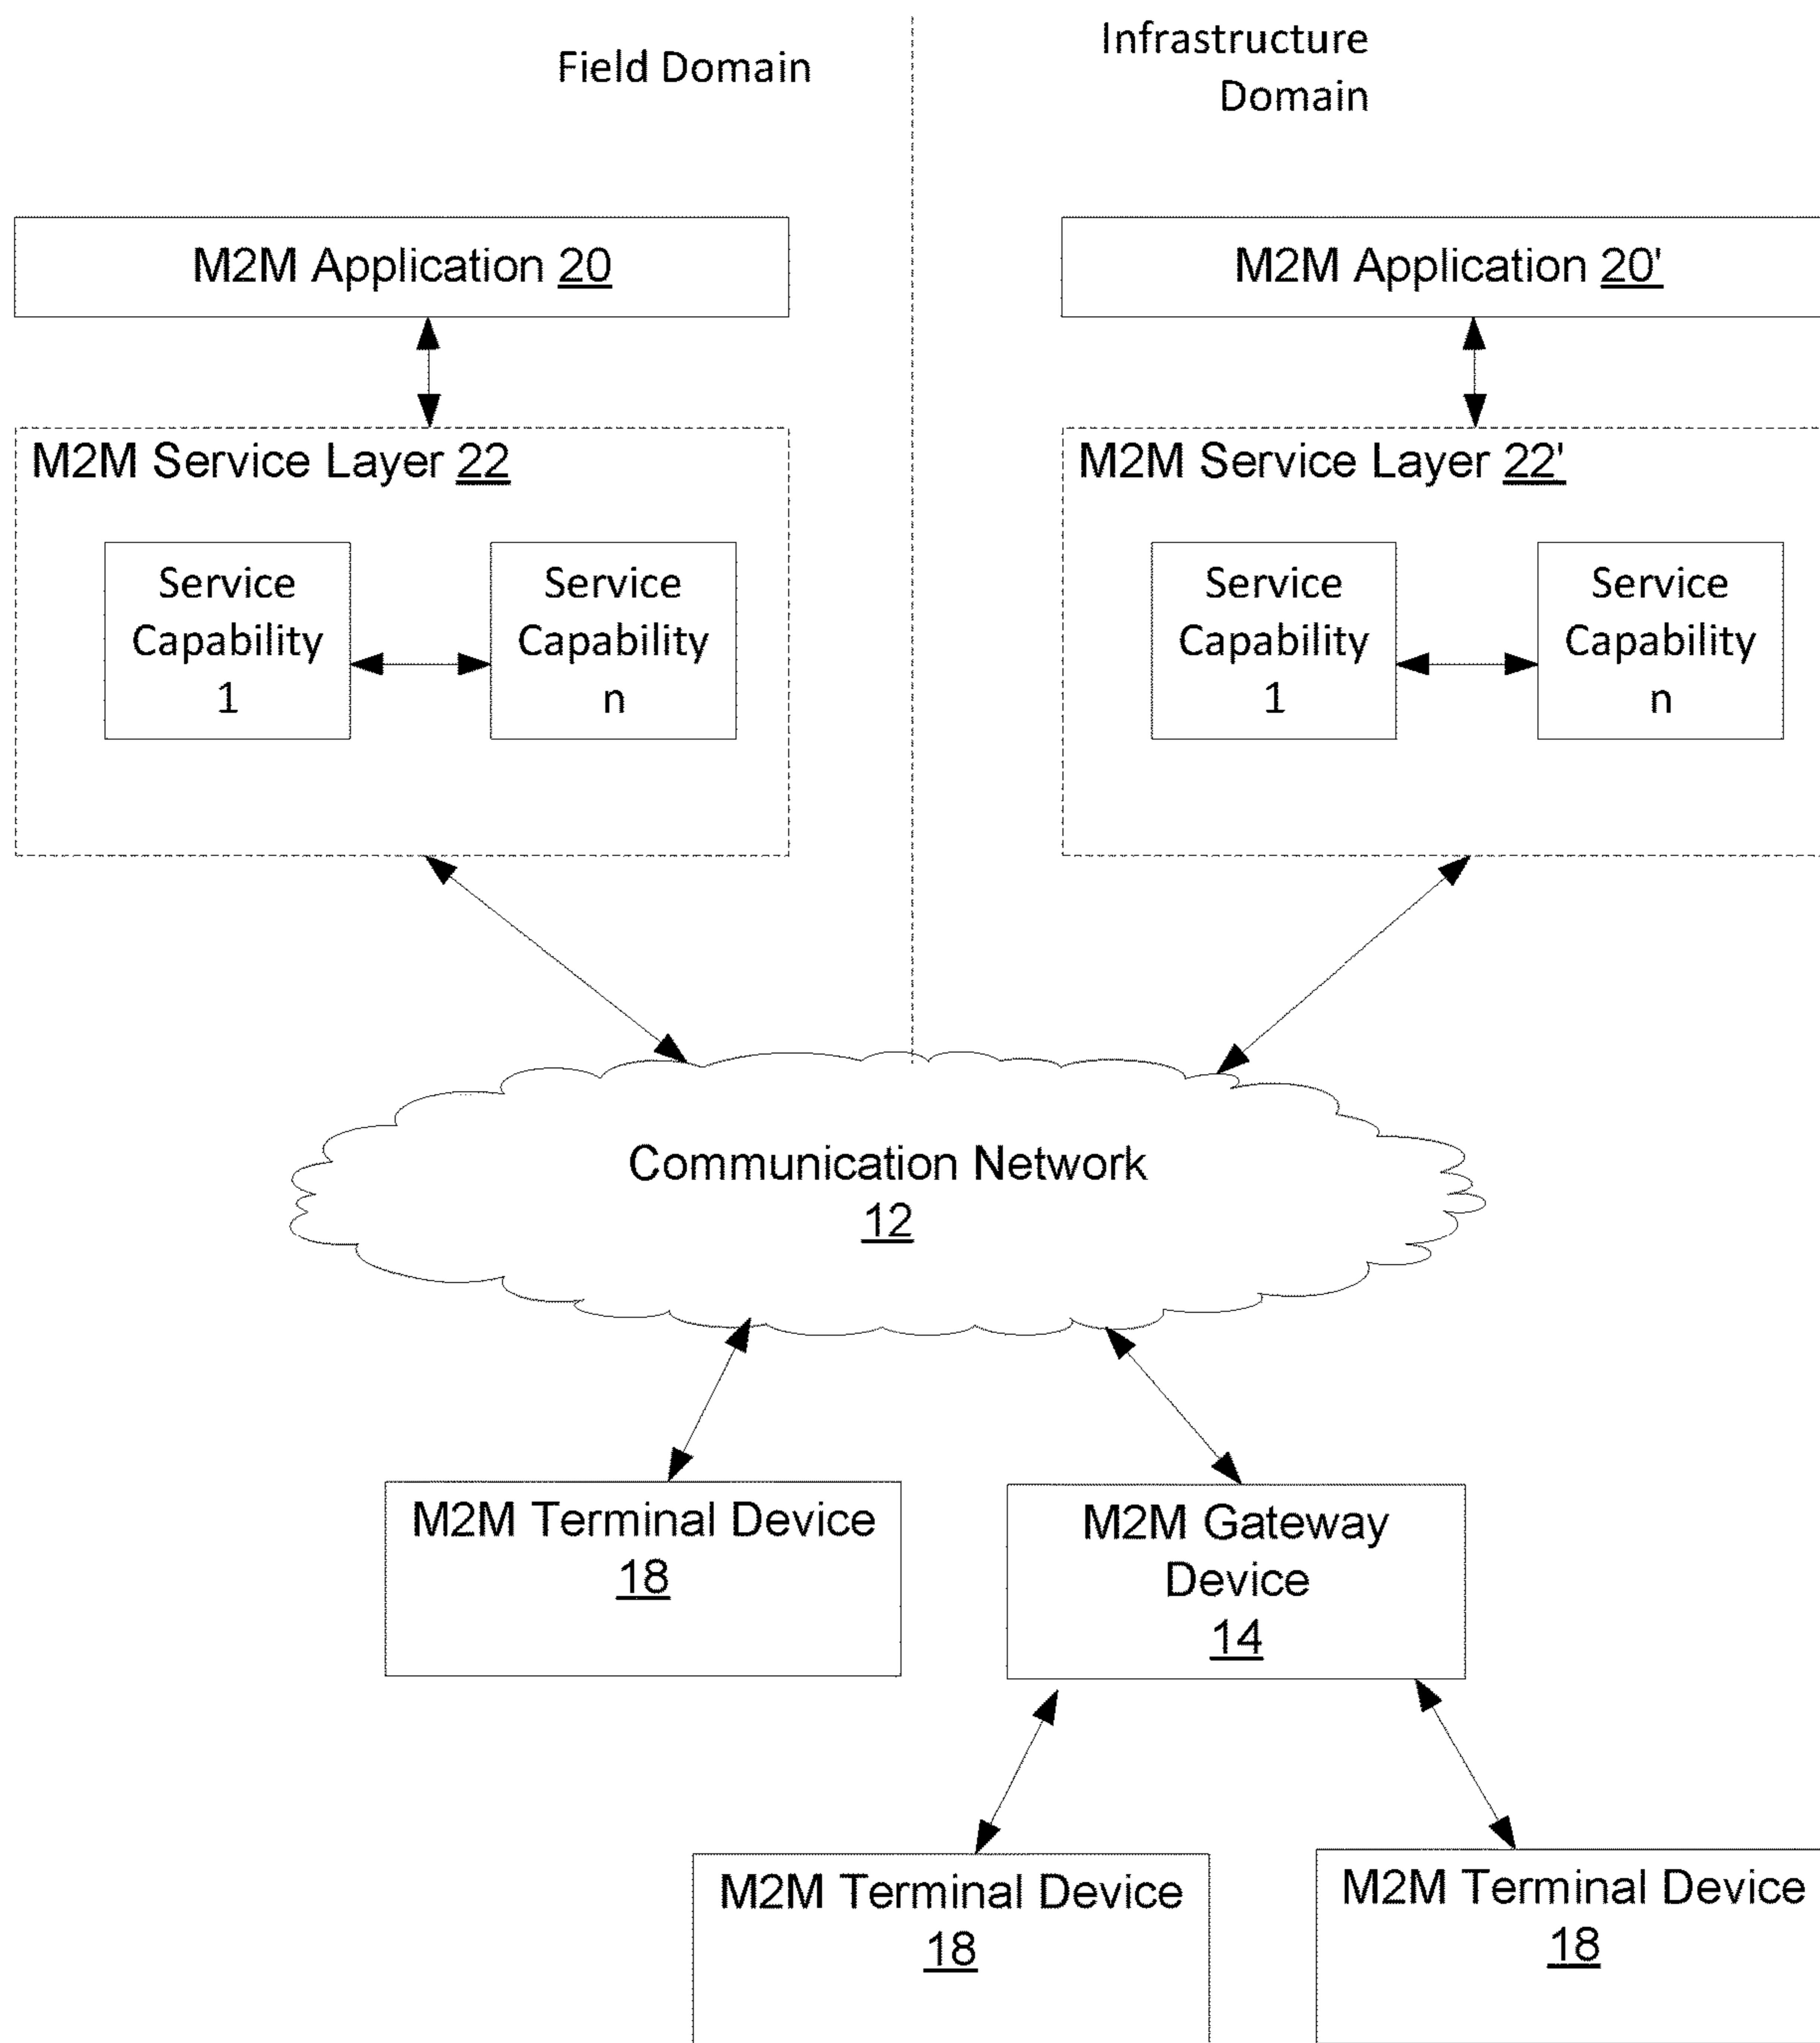 Field Domain
Infrastructure
Domain
M2M Application 20
M2M Application 20'
M2M Service Layer 22
Service
Capability
1
Service
Capability
n
M2M Service Layer 22'
Service
Capability
1
Service
Capability
n
Communication Network
12
M2M Terminal Device
18
M2M Gateway
Device
14
M2M Terminal Device
18
M2M Terminal Device
18